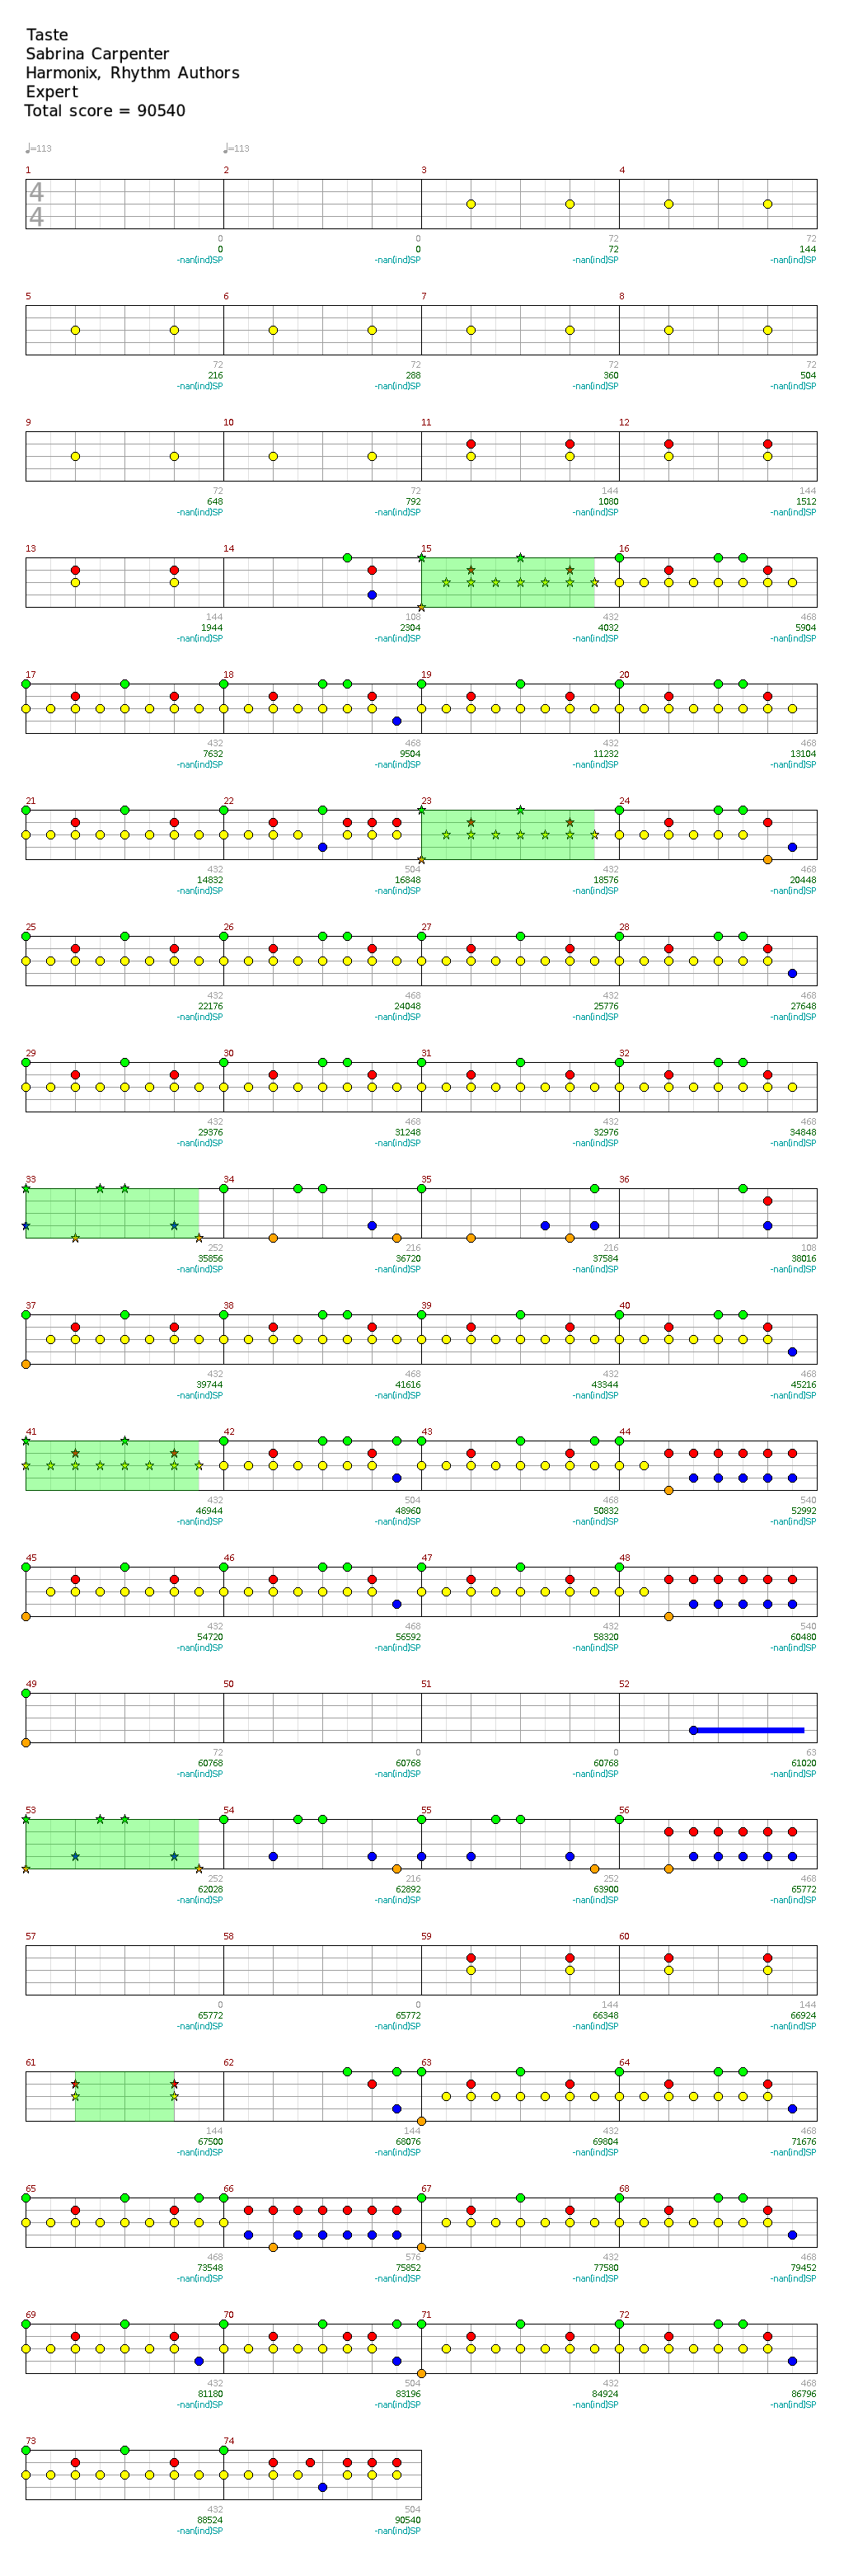 Taste
Sabrina Carpenter
Harmonix, Rhythm Authors
Expert
Total score = 90540
♩=113 ♩=113
1 2 3 4
4
4
0 0 72 72
0 0 72 144
-nan(ind)SP -nan(ind)SP -nan(ind)SP -nan(ind)SP
5 6 7 8
72 72 72 72
216 288 360 504
-nan(ind)SP -nan(ind)SP -nan(ind)SP -nan(ind)SP
9 10 11 12
72 72 144 144
648 792 1080 1512
-nan(ind)SP -nan(ind)SP -nan(ind)SP -nan(ind)SP
13 14 15 16
144 108 432 468
1944 2304 4032 5904
-nan(ind)SP -nan(ind)SP -nan(ind)SP -nan(ind)SP
17 18 19 20
432 468 432 468
7632 9504 11232 13104
-nan(ind)SP -nan(ind)SP -nan(ind)SP -nan(ind)SP
21 22 23 24
432 504 432 468
14832 16848 18576 20448
-nan(ind)SP -nan(ind)SP -nan(ind)SP -nan(ind)SP
25 26 27 28
432 468 432 468
22176 24048 25776 27648
-nan(ind)SP -nan(ind)SP -nan(ind)SP -nan(ind)SP
29 30 31 32
432 468 432 468
29376 31248 32976 34848
-nan(ind)SP -nan(ind)SP -nan(ind)SP -nan(ind)SP
33 34 35 36
252 216 216 108
35856 36720 37584 38016
-nan(ind)SP -nan(ind)SP -nan(ind)SP -nan(ind)SP
37 38 39 40
432 468 432 468
39744 41616 43344 45216
-nan(ind)SP -nan(ind)SP -nan(ind)SP -nan(ind)SP
41 42 43 44
432 504 468 540
46944 48960 50832 52992
-nan(ind)SP -nan(ind)SP -nan(ind)SP -nan(ind)SP
45 46 47 48
432 468 432 540
54720 56592 58320 60480
-nan(ind)SP -nan(ind)SP -nan(ind)SP -nan(ind)SP
49 50 51 52
72 0 0 63
60768 60768 60768 61020
-nan(ind)SP -nan(ind)SP -nan(ind)SP -nan(ind)SP
53 54 55 56
252 216 252 468
62028 62892 63900 65772
-nan(ind)SP -nan(ind)SP -nan(ind)SP -nan(ind)SP
57 58 59 60
0 0 144 144
65772 65772 66348 66924
-nan(ind)SP -nan(ind)SP -nan(ind)SP -nan(ind)SP
61 62 63 64
144 144 432 468
67500 68076 69804 71676
-nan(ind)SP -nan(ind)SP -nan(ind)SP -nan(ind)SP
65 66 67 68
468 576 432 468
73548 75852 77580 79452
-nan(ind)SP -nan(ind)SP -nan(ind)SP -nan(ind)SP
69 70 71 72
432 504 432 468
81180 83196 84924 86796
-nan(ind)SP -nan(ind)SP -nan(ind)SP -nan(ind)SP
73 74
432 504
88524 90540
-nan(ind)SP -nan(ind)SP